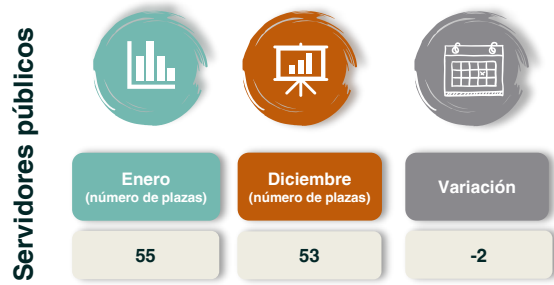 Servidores públicos
Enero
(número de plazas)
Diciembre
(número de plazas)
Variación
55
53
-2